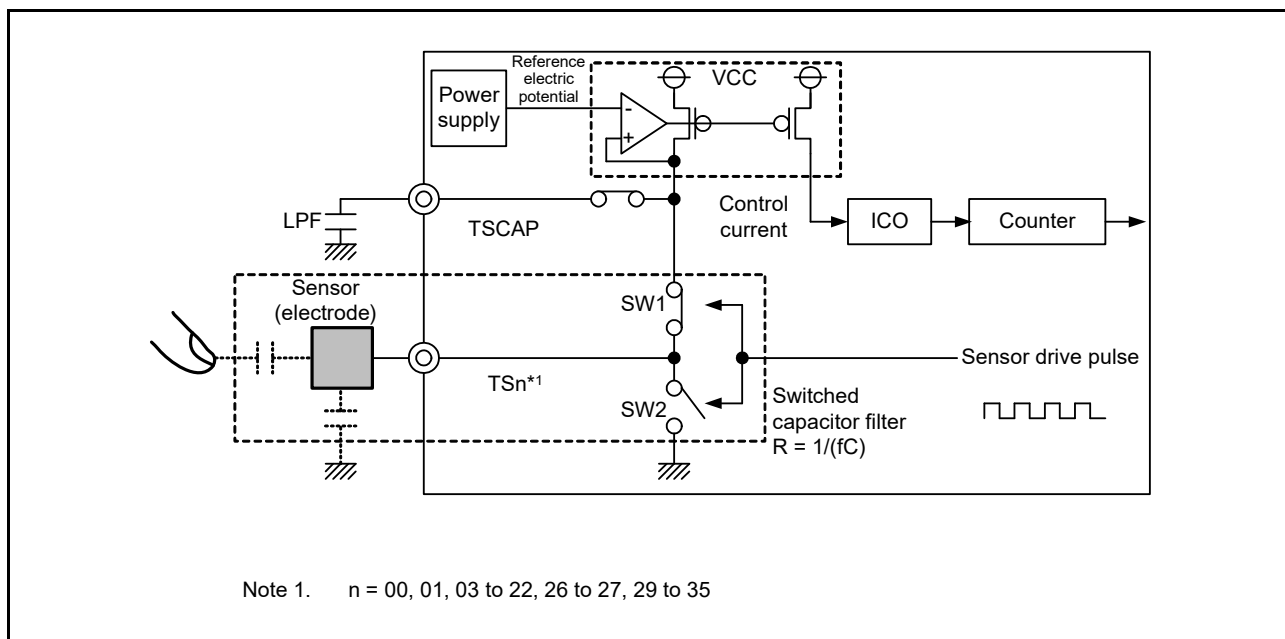 Reference
electric
potential
VCC
Power
supply
-
+
LPF
TSCAP
Control
current
ICO
Counter
Sensor
(electrode)
SW1
Sensor drive pulse
TSn*1
SW2
Switched
capacitor filter
R = 1/(fC)
Note 1. n = 00, 01, 03 to 22, 26 to 27, 29 to 35